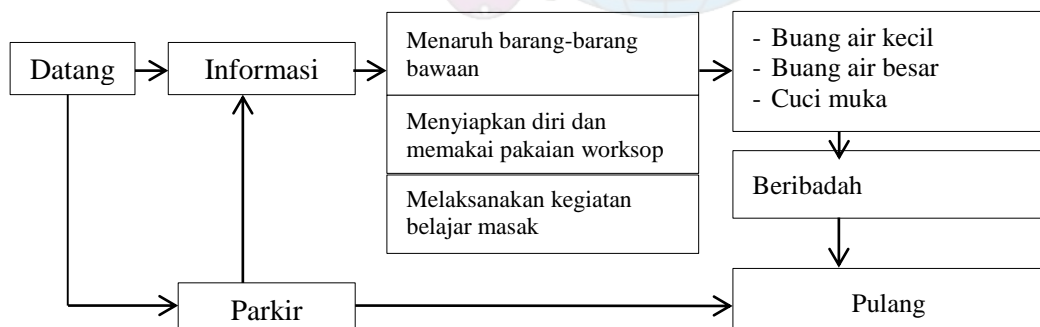 Datang
Informasi
Menaruh barang-barang
bawaan
Menyiapkan diri dan
memakai pakaian worksop
Melaksanakan kegiatan
belajar masak
- Buang air kecil
- Buang air besar
- Cuci muka
Beribadah
Parkir
Pulang